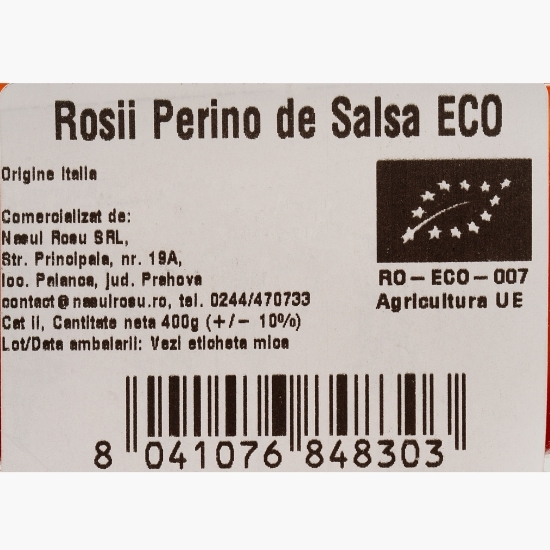 Rosii Perino de Salsa ECO
Origine Italia
Comercializat de:
Nasul Rosu SRL,
Str. Principala, nr. 19A,
loc. Palanca, jud. Prahova
contact@nasulrosu.ro, tel. 0244/470733
Cat II, Cantitate neta 400g (+/- 10%)
Lot/Data ambalarii: Vezi eticheta mica
RO-ECO-007
Agricultura UE
8 041076 848303